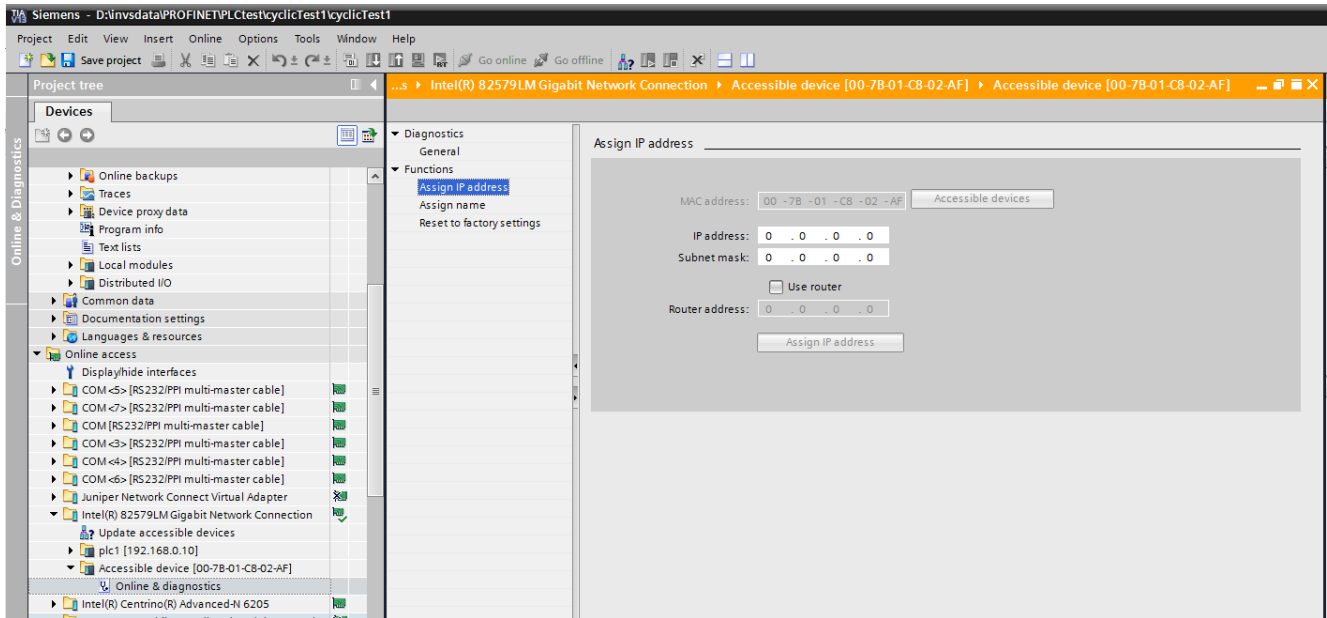 Siemens - D:\invsdata\PROFINET\PLCtest\cyclicTest1\cyclicTest1
Project Edit View Insert Online Options Tools Window Help
Save project Go online Go offline
Project tree
...s Intel(R) 82579LM Gigabit Network Connection Accessible device [00-7B-01-C8-02-AF] Accessible device [00-7B-01-C8-02-AF]
Devices
Online & Diagnostics
Online backups
Traces
Device proxy data
Program info
Text lists
Local modules
Distributed I/O
Common data
Documentation settings
Languages & resources
Online access
Display/hide interfaces
COM <5> [RS232/PPI multi-master cable]
COM <7> [RS232/PPI multi-master cable]
COM [RS232/PPI multi-master cable]
COM <3> [RS232/PPI multi-master cable]
COM <4> [RS232/PPI multi-master cable]
COM <6> [RS232/PPI multi-master cable]
Juniper Network Connect Virtual Adapter
Intel(R) 82579LM Gigabit Network Connection
Update accessible devices
plc1 [192.168.0.10]
Accessible device [00-7B-01-C8-02-AF]
Online & diagnostics
Intel(R) Centrino(R) Advanced-N 6205
Diagnostics
General
Functions
Assign IP address
Assign name
Reset to factory settings
Assign IP address
MAC address: 00 -7B -01 -C8 -02 -AF Accessible devices
IP address: 0 . 0 . 0 . 0
Subnet mask: 0 . 0 . 0 . 0
Use router
Router address: 0 . 0 . 0 . 0
Assign IP address